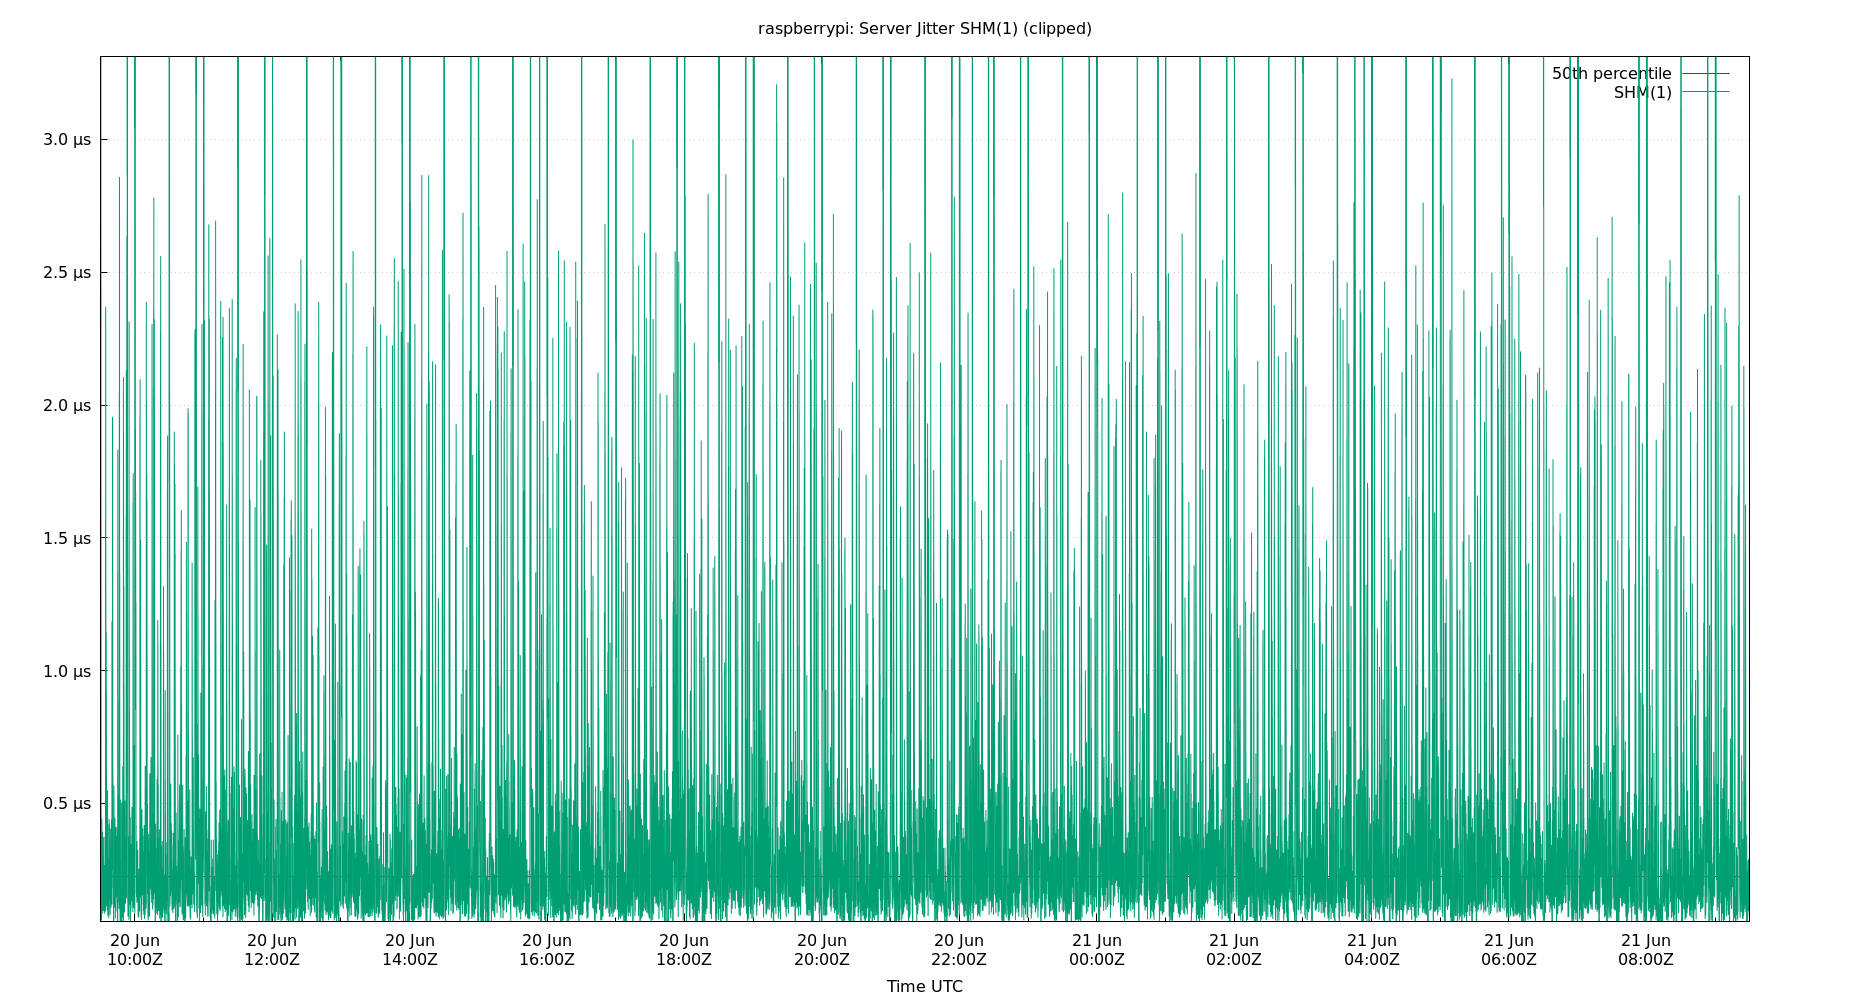 raspberrypi: Server Jitter SHM(1) (clipped)
50th percentile
SHM(1)
3.0 µs
2.5 µs
2.0 µs
1.5 µs
1.0 µs
0.5 µs
20 Jun 20 Jun 20 Jun 20 Jun 20 Jun 20 Jun 20 Jun 21 Jun 21 Jun 21 Jun 21 Jun 21 Jun
10:00Z 12:00Z 14:00Z 16:00Z 18:00Z 20:00Z 22:00Z 00:00Z 02:00Z 04:00Z 06:00Z 08:00Z
Time UTC